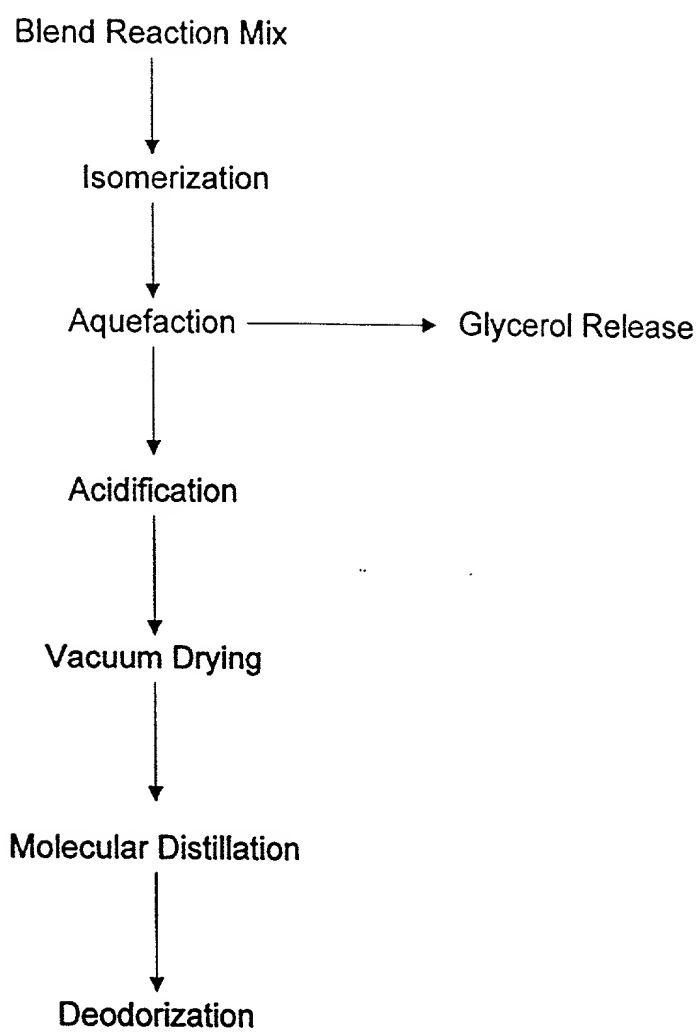 Blend Reaction Mix
Isomerization
Aquefaction
Glycerol Release
Acidification
Vacuum Drying
Molecular Distillation
Deodorization